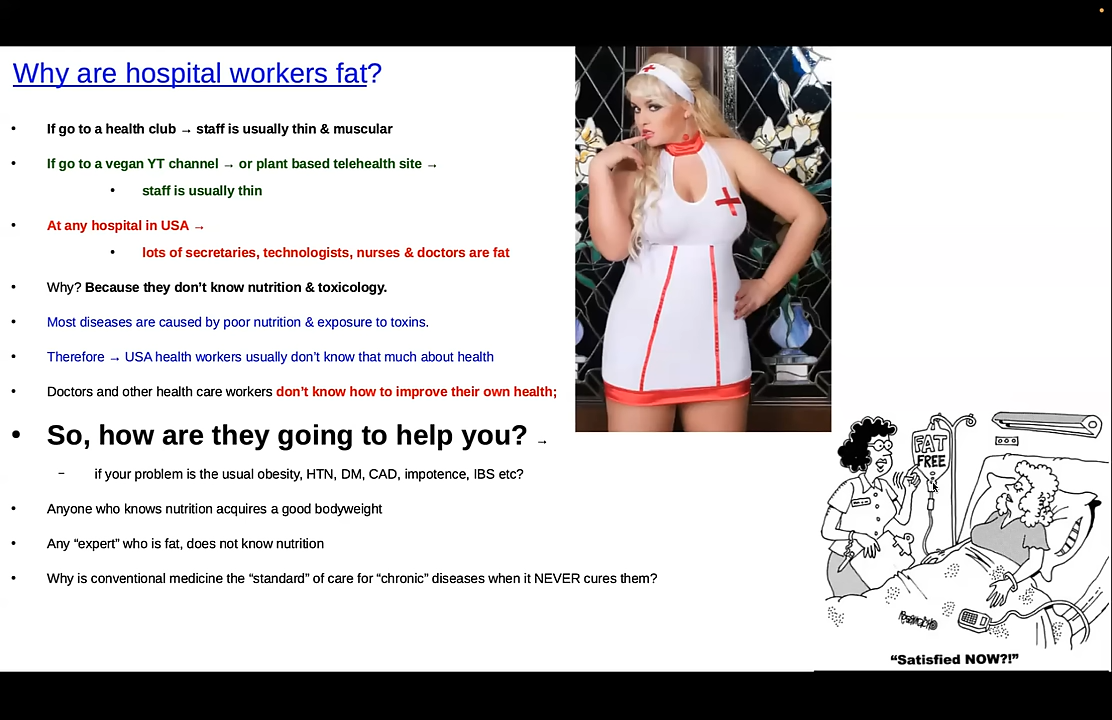 Why are hospital workers fat?
• If go to a health club → staff is usually thin & muscular
• If go to a vegan YT channel → or plant based telehealth site →
• staff is usually thin
• At any hospital in USA →
• lots of secretaries, technologists, nurses & doctors are fat
• Why? Because they don’t know nutrition & toxicology.
• Most diseases are caused by poor nutrition & exposure to toxins.
• Therefore → USA health workers usually don’t know that much about health
• Doctors and other health care workers don’t know how to improve their own health;
• So, how are they going to help you? →
– if your problem is the usual obesity, HTN, DM, CAD, impotence, IBS etc?
• Anyone who knows nutrition acquires a good bodyweight
• Any “expert” who is fat, does not know nutrition
• Why is conventional medicine the “standard” of care for “chronic” diseases when it NEVER cures them?
FAT
FREE
“Satisfied NOW?!”